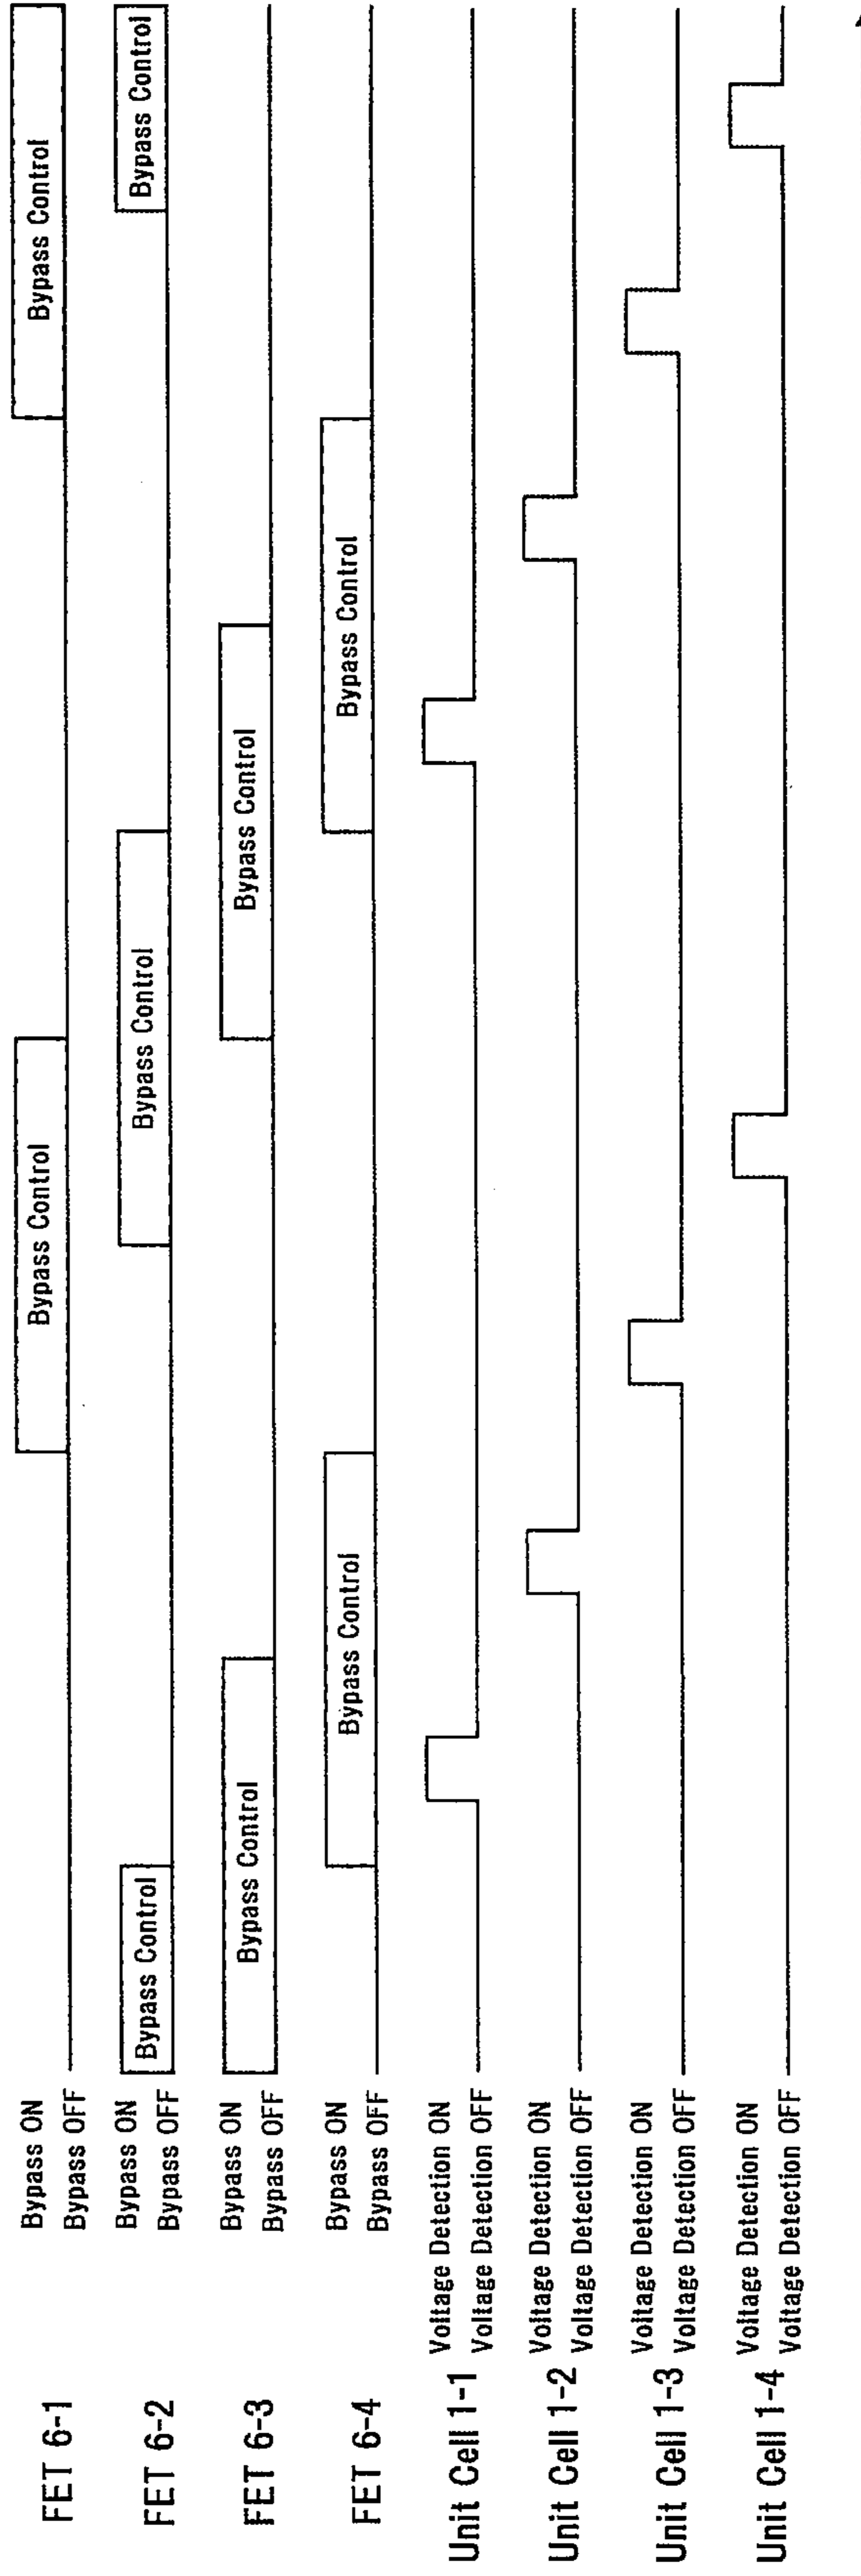 FET 6-1
Bypass ON
Bypass OFF
Bypass Control
Bypass Control
FET 6-2
Bypass ON
Bypass OFF
Bypass Control
Bypass Control
Bypass Control
FET 6-3
Bypass ON
Bypass OFF
Bypass Control
Bypass Control
FET 6-4
Bypass ON
Bypass OFF
Bypass Control
Bypass Control
Unit Cell 1-1
Voltage Detection ON
Voltage Detection OFF
Unit Cell 1-2
Voltage Detection ON
Voltage Detection OFF
Unit Cell 1-3
Voltage Detection ON
Voltage Detection OFF
Unit Cell 1-4
Voltage Detection ON
Voltage Detection OFF